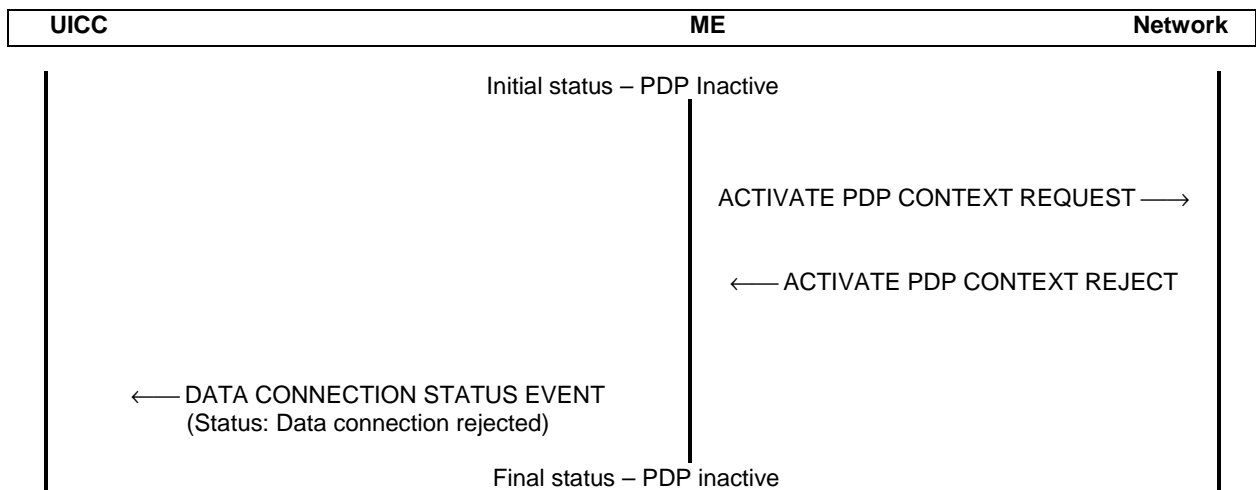 UICC ME Network
Initial status – PDP Inactive
ACTIVATE PDP CONTEXT REQUEST ⟶
⟵ ACTIVATE PDP CONTEXT REJECT
⟵ DATA CONNECTION STATUS EVENT
(Status: Data connection rejected)
Final status – PDP inactive